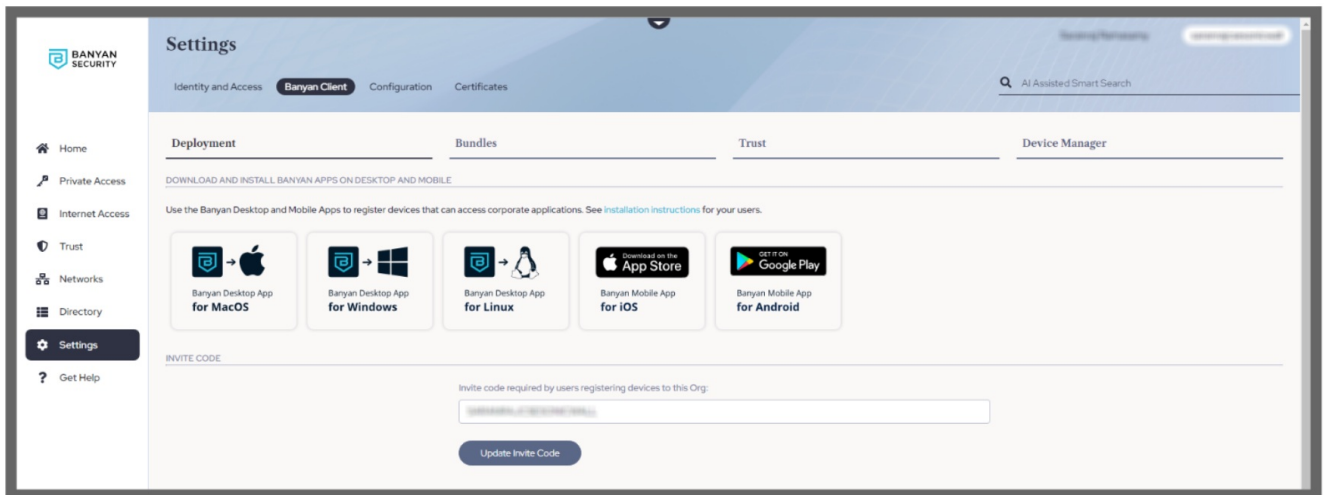 BANYAN
SECURITY
Settings
Identity and Access Banyan Client Configuration Certificates
AI Assisted Smart Search
Home
Private Access
Internet Access
Trust
Networks
Directory
Settings
Get Help
Deployment Bundles Trust Device Manager
DOWNLOAD AND INSTALL BANYAN APPS ON DESKTOP AND MOBILE
Use the Banyan Desktop and Mobile Apps to register devices that can access corporate applications. See installation instructions for your users.
Banyan Desktop App
for MacOS
Banyan Desktop App
for Windows
Banyan Desktop App
for Linux
Download on the
App Store
Banyan Mobile App
for iOS
GET IT ON
Google Play
Banyan Mobile App
for Android
INVITE CODE
Invite code required by users registering devices to this Org:
Update Invite Code